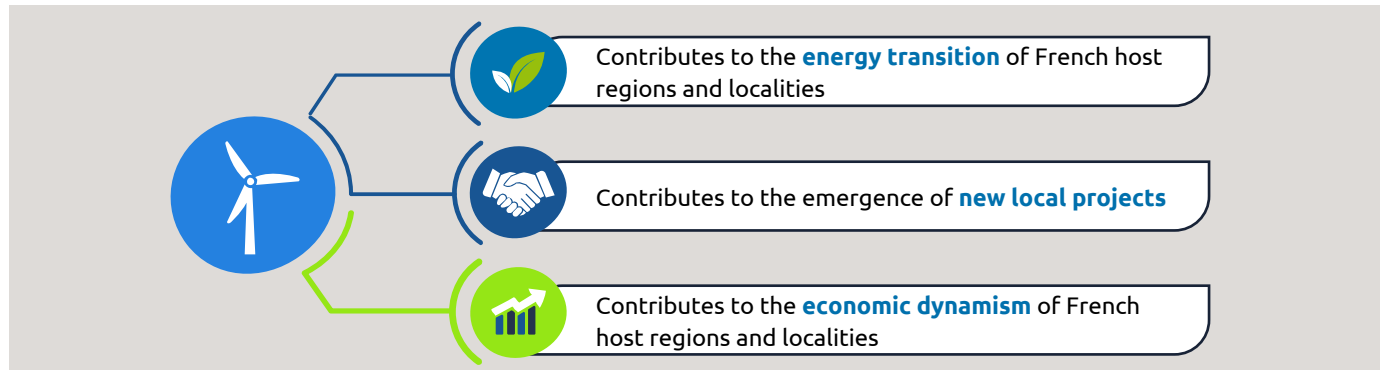 Contributes to the energy transition of French host
regions and localities
Contributes to the emergence of new local projects
Contributes to the economic dynamism of French
host regions and localities